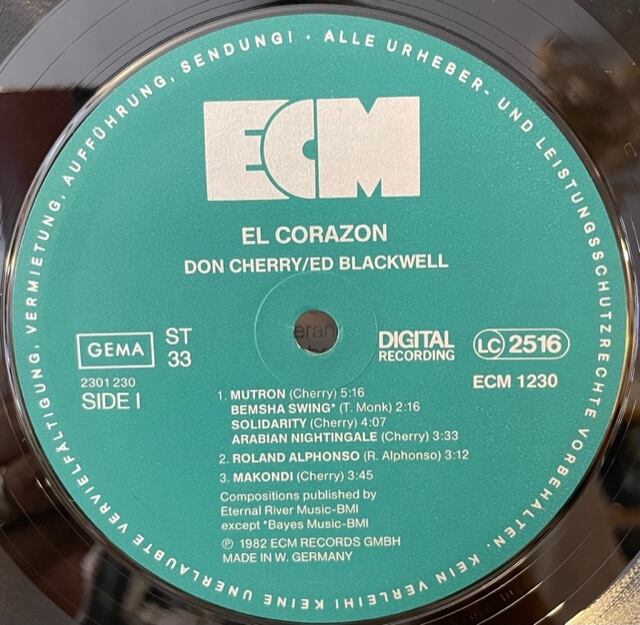 KEINE UNERLAUBTE VERVIELFÄLTIGUNG, VERMIETUNG, AUFFÜHRUNG, SENDUNG! · ALLE URHEBER- UND LEISTUNGSSCHUTZRECHTE VORBEHALTEN · KEIN VERLEIH!
ECM
EL CORAZON
DON CHERRY/ED BLACKWELL
GEMA
ST
33
DIGITAL
RECORDING
LC 2516
2301 230
SIDE I
ECM 1230
1. MUTRON (Cherry) 5:16
BEMSHA SWING* (T. Monk) 2:16
SOLIDARITY (Cherry) 4:07
ARABIAN NIGHTINGALE (Cherry) 3:33
2. ROLAND ALPHONSO (R. Alphonso) 3:12
3. MAKONDI (Cherry) 3:45
Compositions published by
Eternal River Music-BMI
except *Bayes Music-BMI
Ⓟ 1982 ECM RECORDS GMBH
MADE IN W. GERMANY